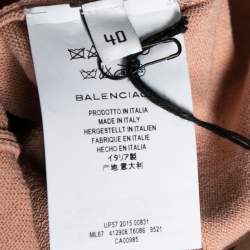 40
BALENCIAGA
PRODOTTO IN ITALIA
MADE IN ITALY
HERGESTELLT IN ITALIEN
FABRIQUE EN ITALIE
HECHO EN ITALIA
イタリア製
产地 意大利
UP57 2015 00831
ML67 412908 T6086 9521
CA00985